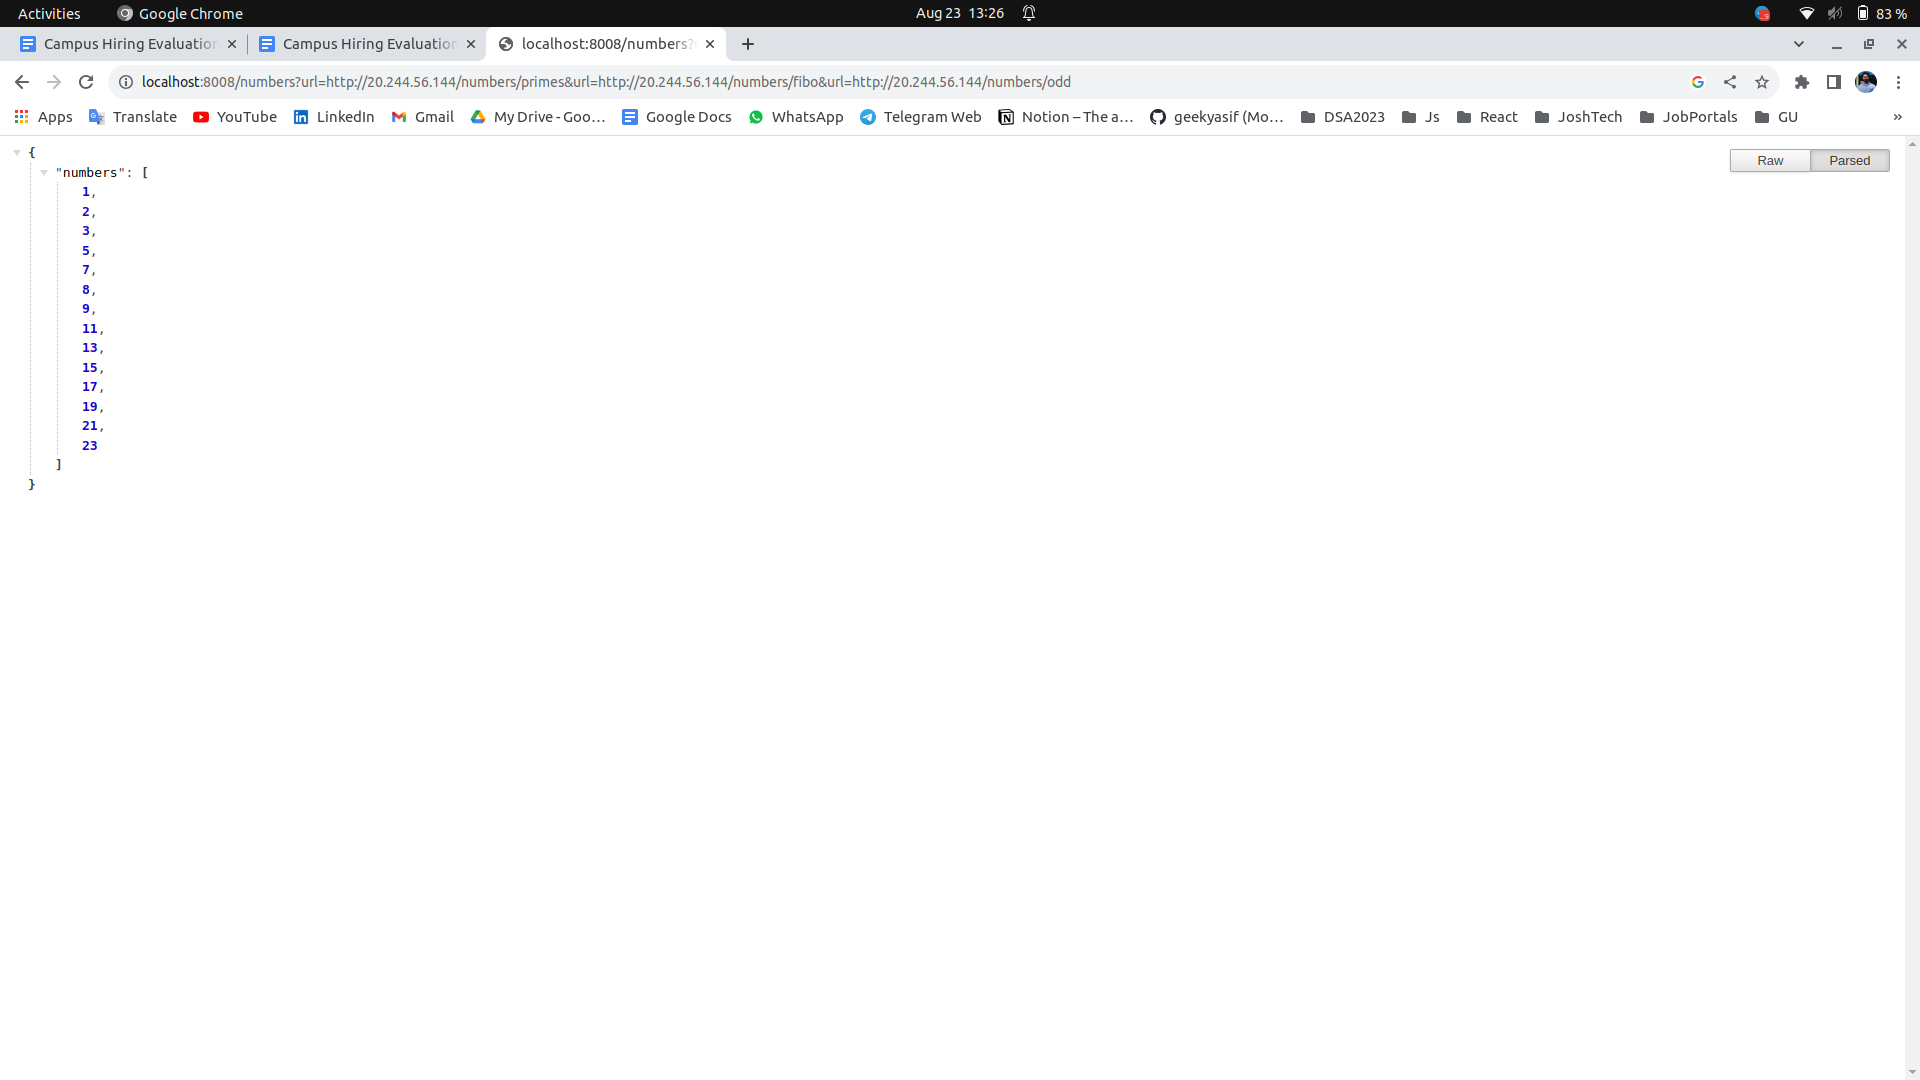 Activities Google Chrome Aug 23 13:26 83 %
Campus Hiring Evaluation Campus Hiring Evaluation localhost:8008/numbers?
localhost:8008/numbers?url=http://20.244.56.144/numbers/primes&url=http://20.244.56.144/numbers/fibo&url=http://20.244.56.144/numbers/odd
Apps Translate YouTube LinkedIn Gmail My Drive - Goo… Google Docs WhatsApp Telegram Web Notion – The a… geekyasif (Mo… DSA2023 Js React JoshTech JobPortals GU »
{
Raw Parsed
"numbers": [
1,
2,
3,
5,
7,
8,
9,
11,
13,
15,
17,
19,
21,
23
]
}